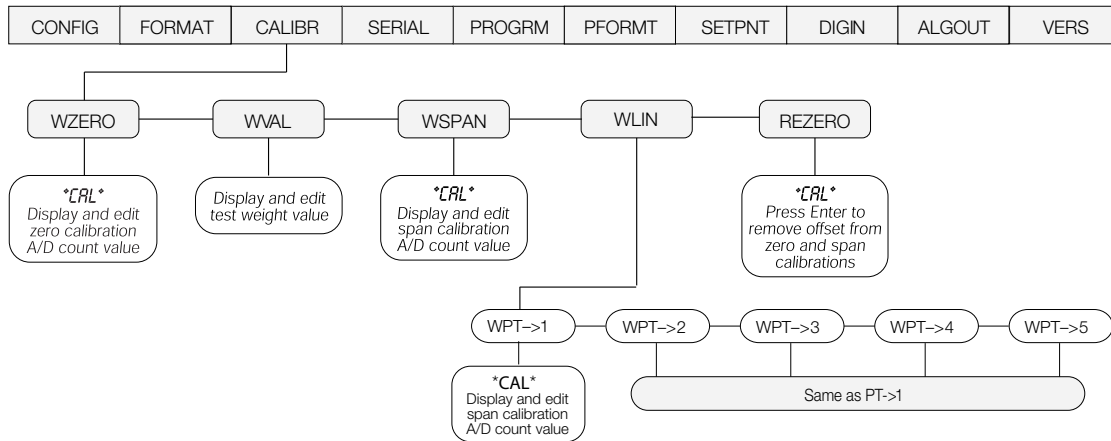 CONFIG FORMAT CALIBR SERIAL PROGRM PFORMT SETPNT DIGIN ALGOUT VERS
WZERO WVAL WSPAN WLIN REZERO
*CAL*
Display and edit
zero calibration
A/D count value
Display and edit
test weight value
*CAL*
Display and edit
span calibration
A/D count value
*CAL*
Press Enter to
remove offset from
zero and span
calibrations
WPT–>1 WPT–>2 WPT–>3 WPT–>4 WPT–>5
*CAL*
Display and edit
span calibration
A/D count value
Same as PT->1